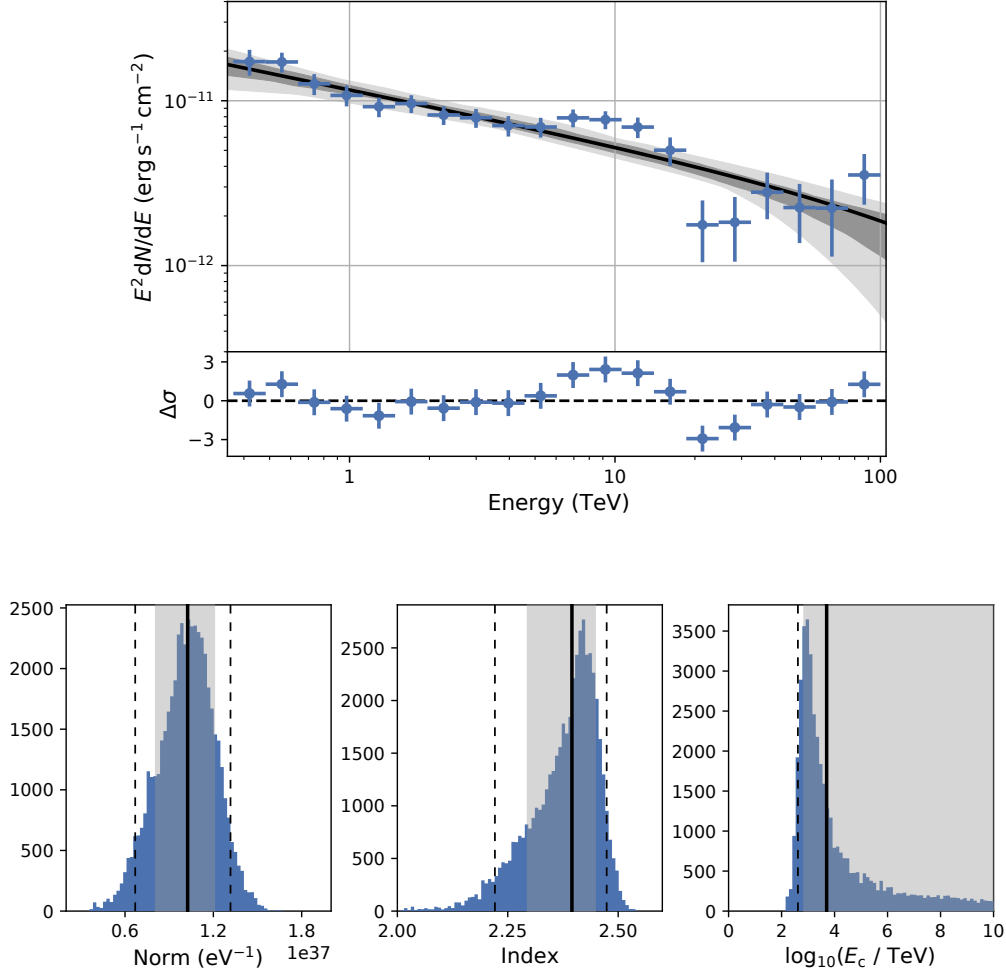 E²dN/dE (erg s⁻¹ cm⁻²)
10⁻¹¹
10⁻¹²
Δσ
3
0
−3
1 10 100
Energy (TeV)
2500
2000
1500
1000
500
0
0.6 1.2 1.8
Norm (eV⁻¹)
1e37
2500
2000
1500
1000
500
0
2.00 2.25 2.50
Index
3500
3000
2500
2000
1500
1000
500
0
0 2 4 6 8 10
log₁₀(E_c / TeV)